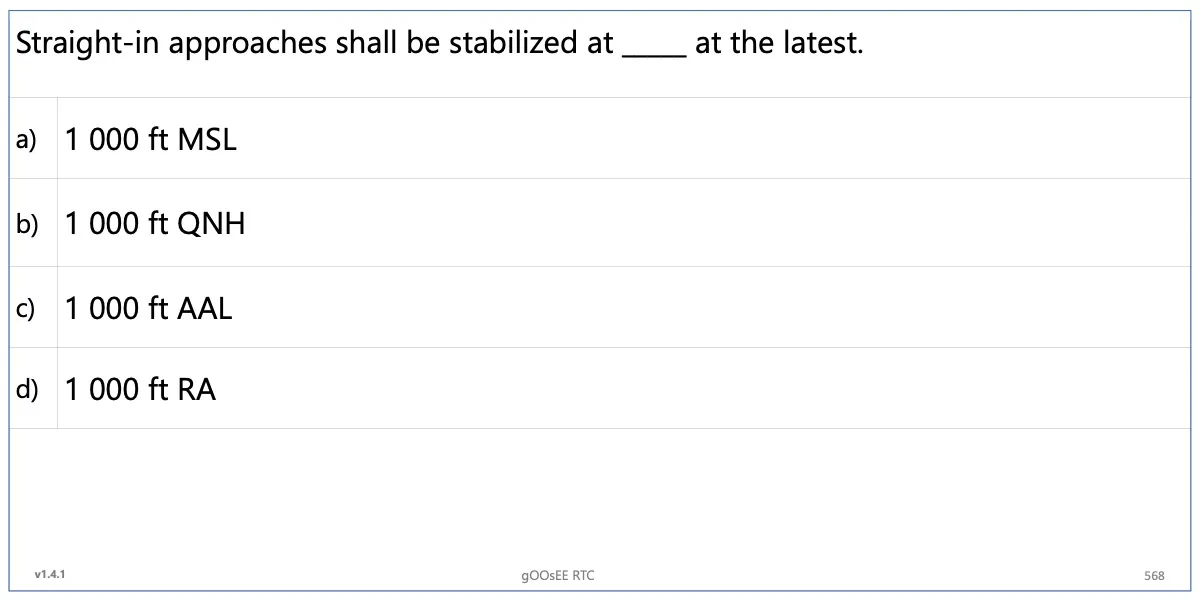 Straight-in approaches shall be stabilized at _____ at the latest.
a) 1 000 ft MSL
b) 1 000 ft QNH
c) 1 000 ft AAL
d) 1 000 ft RA
v1.4.1 gOOsEE RTC 568